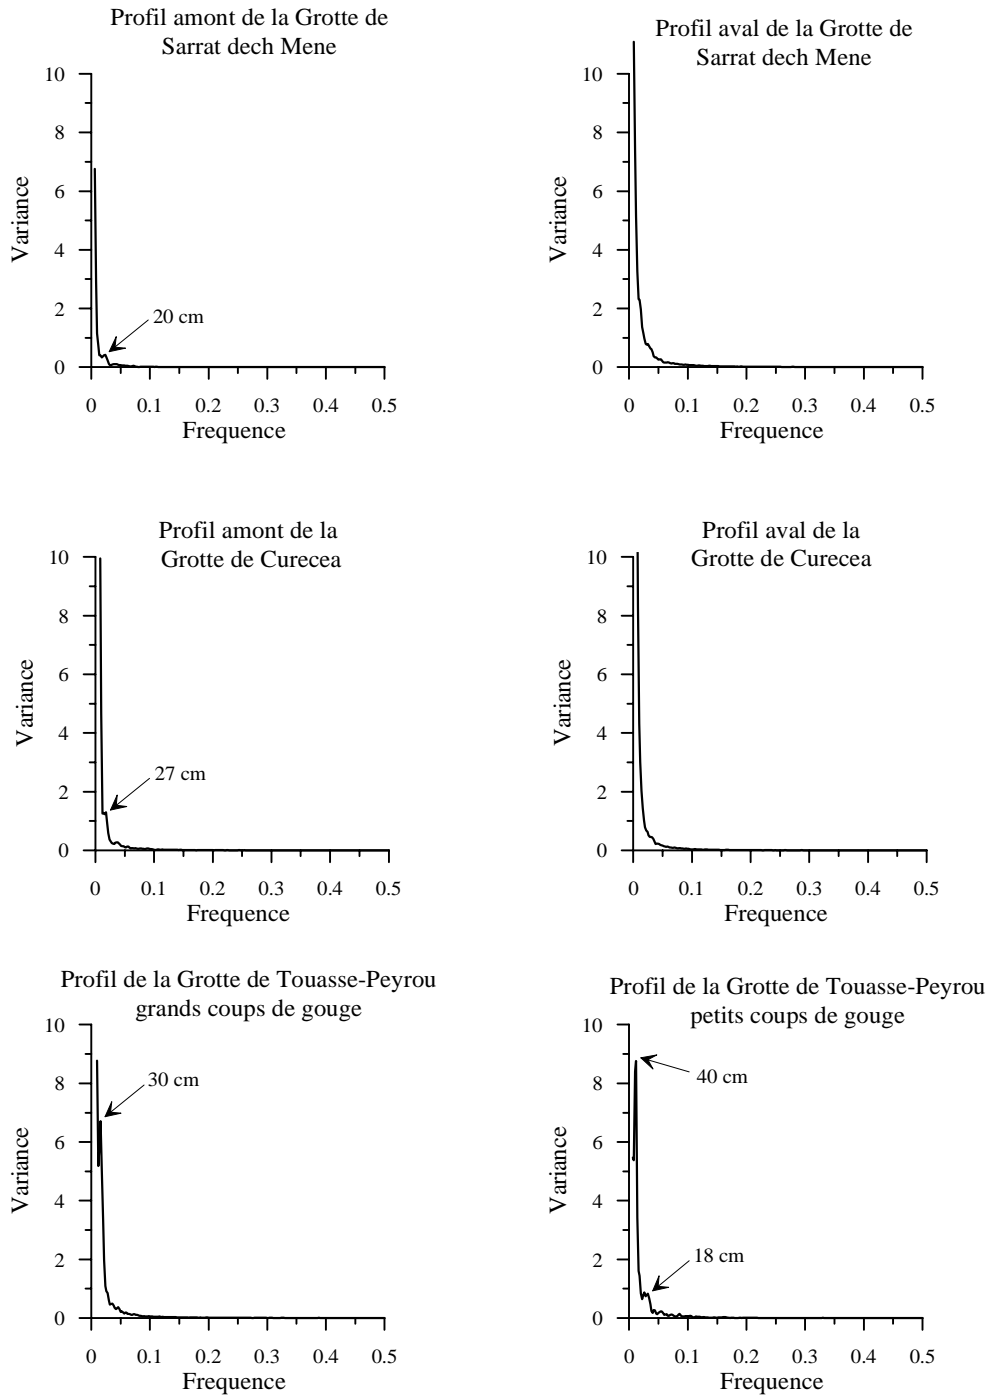 Profil amont de la Grotte de
Sarrat dech Mene
10
8
6
4
2
0
Variance
20 cm
0 0.1 0.2 0.3 0.4 0.5
Frequence
Profil aval de la Grotte de
Sarrat dech Mene
10
8
6
4
2
0
Variance
0 0.1 0.2 0.3 0.4 0.5
Frequence
Profil amont de la
Grotte de Curecea
10
8
6
4
2
0
Variance
27 cm
0 0.1 0.2 0.3 0.4 0.5
Frequence
Profil aval de la
Grotte de Curecea
10
8
6
4
2
0
Variance
0 0.1 0.2 0.3 0.4 0.5
Frequence
Profil de la Grotte de Touasse-Peyrou
grands coups de gouge
10
8
6
4
2
0
Variance
30 cm
0 0.1 0.2 0.3 0.4 0.5
Frequence
Profil de la Grotte de Touasse-Peyrou
petits coups de gouge
10
8
6
4
2
0
Variance
40 cm
18 cm
0 0.1 0.2 0.3 0.4 0.5
Frequence